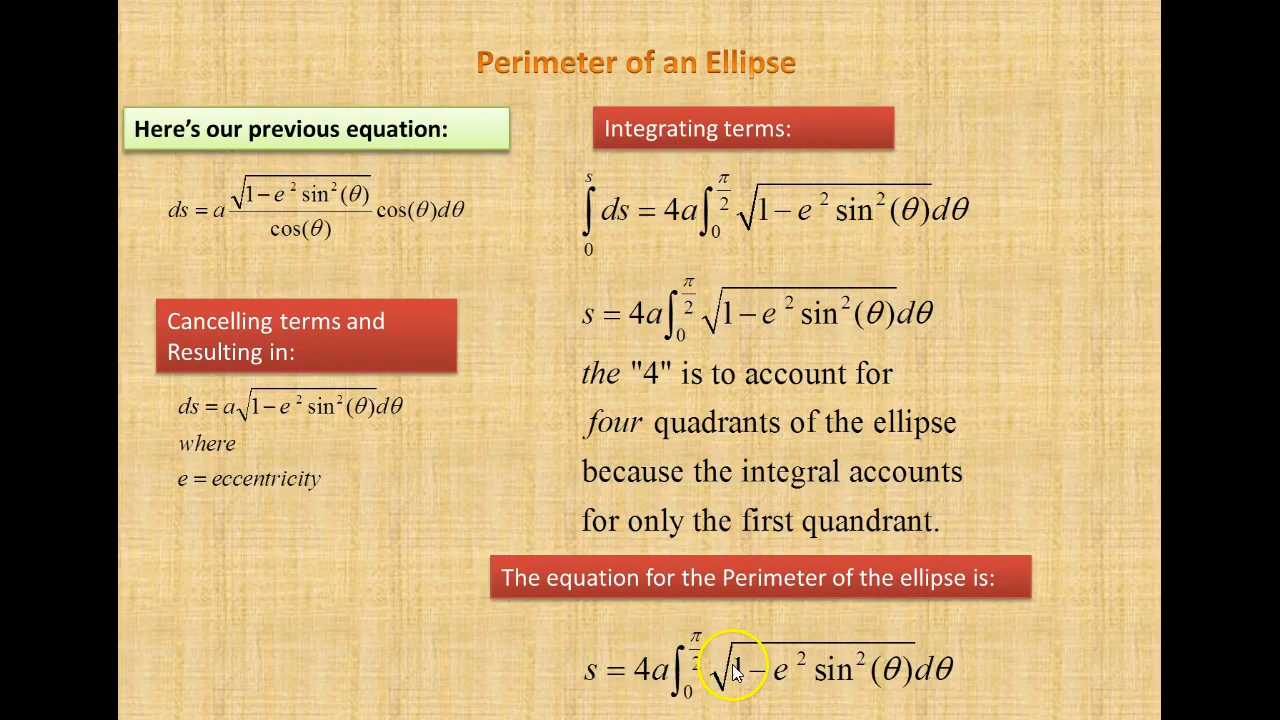 Perimeter of an Ellipse
Here's our previous equation:
ds = a √(1 − e² sin²(θ)) / cos(θ) cos(θ)dθ
Cancelling terms and
Resulting in:
ds = a√(1 − e² sin²(θ))dθ
where
e = eccentricity
Integrating terms:
∫₀ˢ ds = 4a∫₀^(π/2) √(1 − e² sin²(θ))dθ
s = 4a∫₀^(π/2) √(1 − e² sin²(θ))dθ
the "4" is to account for
four quadrants of the ellipse
because the integral accounts
for only the first quandrant.
The equation for the Perimeter of the ellipse is:
s = 4a∫₀^(π/2) √(1 − e² sin²(θ))dθ